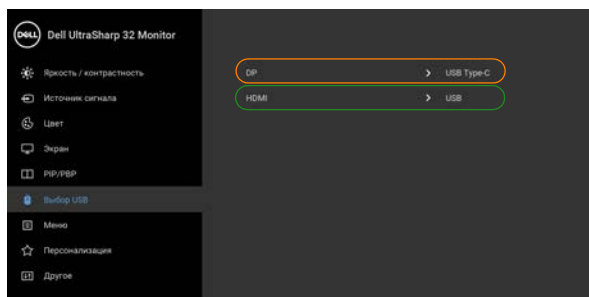 DELL Dell UltraSharp 32 Monitor
Яркость / контрастность
Источник сигнала
Цвет
Экран
PIP/PBP
Выбор USB
Меню
Персонализация
Другое
DP > USB Type-C
HDMI > USB